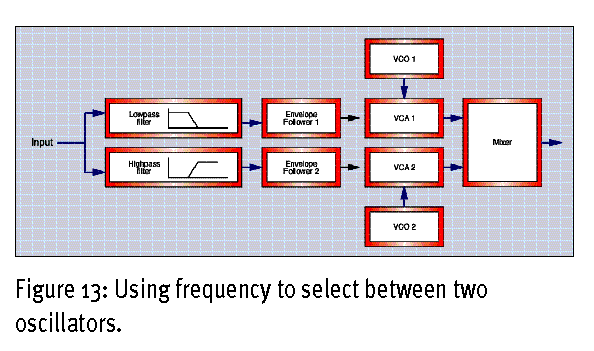 VCO 1
Lowpass
filter
Envelope
Follower 1
VCA 1
Input
Mixer
Highpass
filter
Envelope
Follower 2
VCA 2
VCO 2
Figure 13: Using frequency to select between two
oscillators.